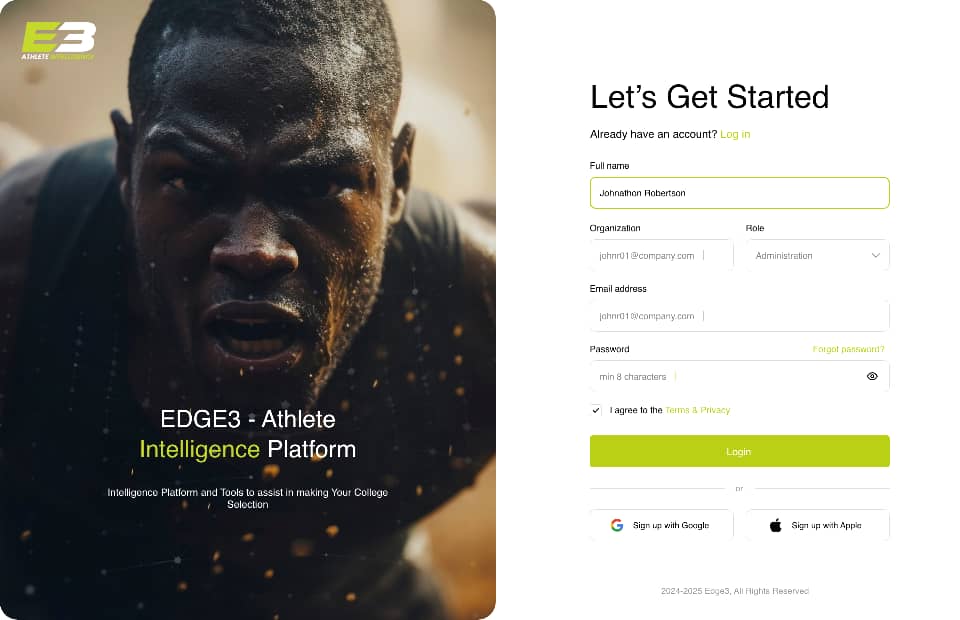 E3
ATHLETE INTELLIGENCE
EDGE3 - Athlete
Intelligence Platform
Intelligence Platform and Tools to assist in making Your College
Selection
Let’s Get Started
Already have an account? Log in
Full name
Johnathon Robertson
Organization
Role
johnr01@company.com
Administration
Email address
johnr01@company.com
Password
Forgot password?
min 8 characters
I agree to the Terms & Privacy
Login
or
Sign up with Google
Sign up with Apple
2024-2025 Edge3, All Rights Reserved